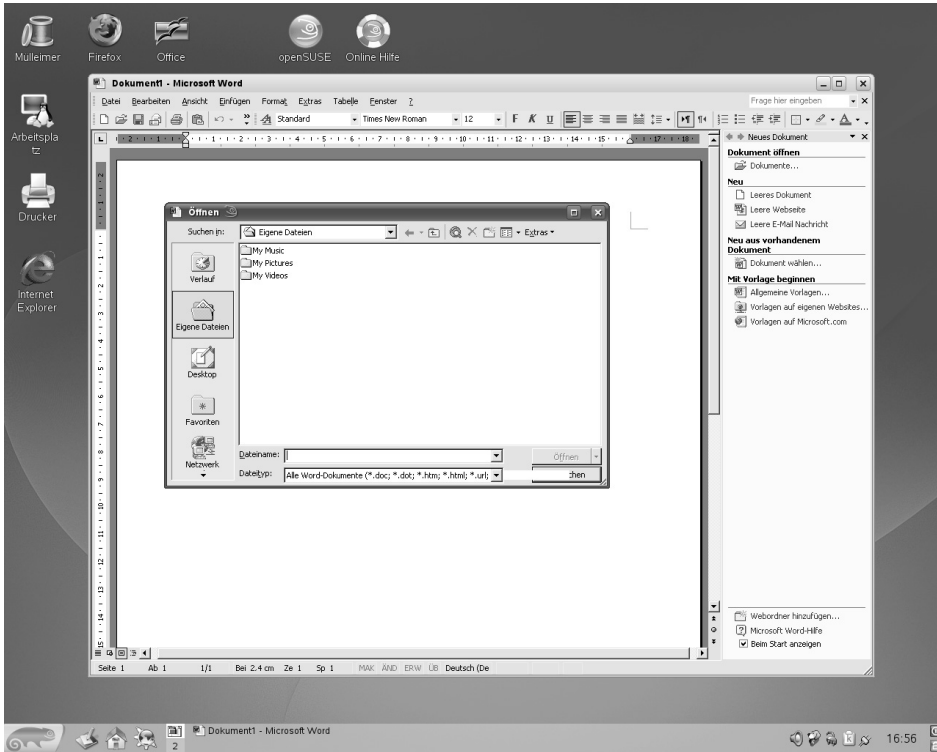 Mülleimer
Firefox
Office
openSUSE
Online Hilfe
Arbeitspla
tz
Drucker
Internet
Explorer
Dokument1 - Microsoft Word
Datei Bearbeiten Ansicht Einfügen Format Extras Tabelle Fenster ?
Frage hier eingeben
Standard Times New Roman 12 F K U
Neues Dokument
Dokument öffnen
Dokumente...
Neu
Leeres Dokument
Leere Webseite
Leere E-Mail Nachricht
Neu aus vorhandenem
Dokument
Dokument wählen...
Mit Vorlage beginnen
Allgemeine Vorlagen...
Vorlagen auf eigenen Websites...
Vorlagen auf Microsoft.com
Webordner hinzufügen...
Microsoft Word-Hilfe
Beim Start anzeigen
Öffnen
Suchen in: Eigene Dateien Extras
My Music
My Pictures
My Videos
Verlauf
Eigene Dateien
Desktop
Favoriten
Netzwerk
Dateiname: Öffnen
Dateityp: Alle Word-Dokumente (*.doc; *.dot; *.htm; *.html; *.url; chen
Seite 1 Ab 1 1/1 Bei 2.4 cm Ze 1 Sp 1 MAK ÄND ERW ÜB Deutsch (De
2
Dokument1 - Microsoft Word
16:56